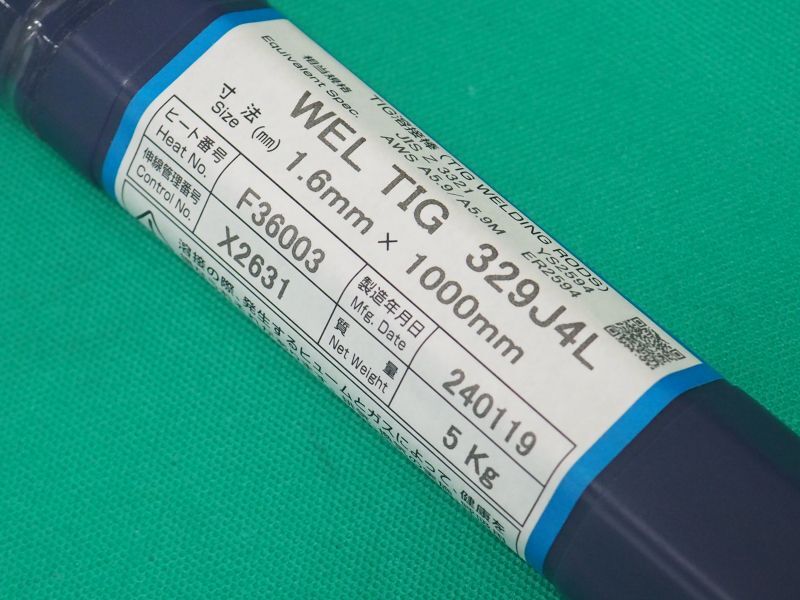 TIG溶接棒 (TIG WELDING RODS)
相当規格 JIS Z 3321 YS2594
Equivalent Spec. AWS A5.9/A5.9M ER2594
WEL TIG 329J4L
寸法 Size (mm) 1.6mm × 1000mm
ヒート番号 Heat No. F36003 製造年月日 Mfg. Date 240119
伸線管理番号 Control No. X2631 質量 Net Weight 5 Kg
溶接の際、発生するヒュームとガスによって、健康を